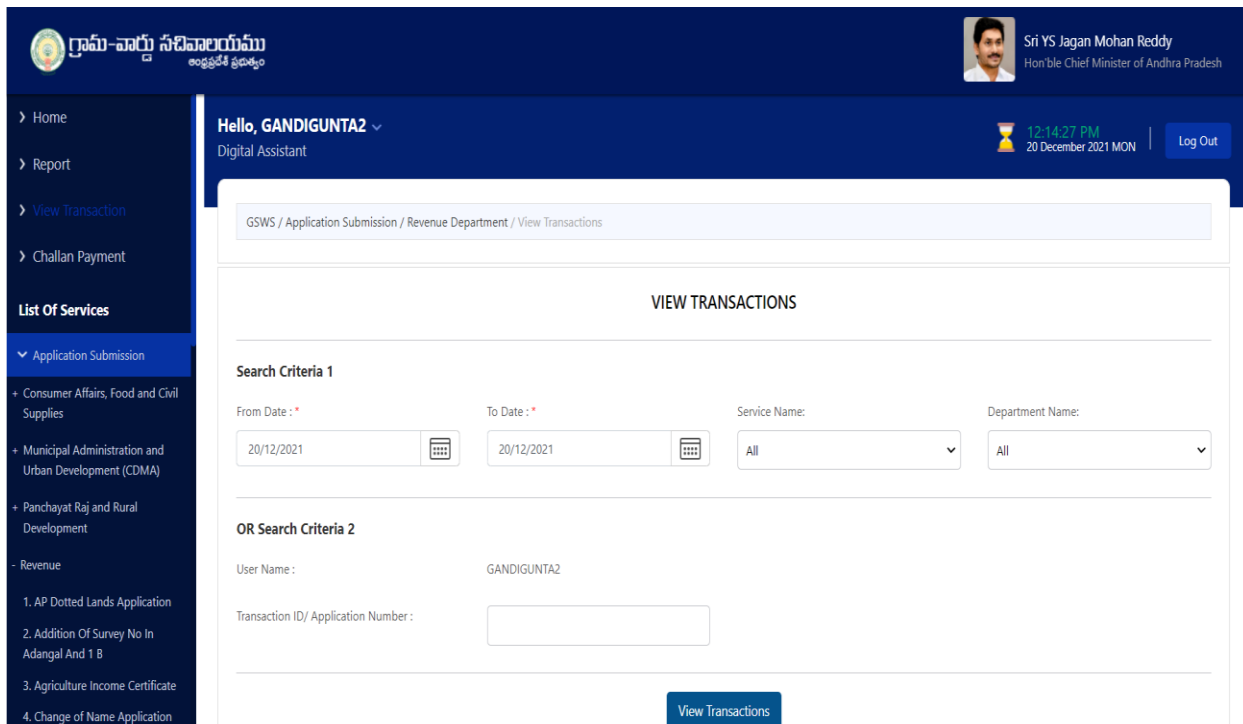 గ్రామ-వార్డు సచివాలయము
ఆంధ్రప్రదేశ్ ప్రభుత్వం
Sri YS Jagan Mohan Reddy
Hon'ble Chief Minister of Andhra Pradesh
Home
Report
View Transaction
Challan Payment
List Of Services
Application Submission
+ Consumer Affairs, Food and Civil
Supplies
+ Municipal Administration and
Urban Development (CDMA)
+ Panchayat Raj and Rural
Development
- Revenue
1. AP Dotted Lands Application
2. Addition Of Survey No In
Adangal And 1 B
3. Agriculture Income Certificate
4. Change of Name Application
Hello, GANDIGUNTA2
Digital Assistant
12:14:27 PM
20 December 2021 MON
Log Out
GSWS / Application Submission / Revenue Department / View Transactions
VIEW TRANSACTIONS
Search Criteria 1
From Date : * To Date : * Service Name: Department Name:
20/12/2021 20/12/2021 All All
OR Search Criteria 2
User Name : GANDIGUNTA2
Transaction ID/ Application Number :
View Transactions